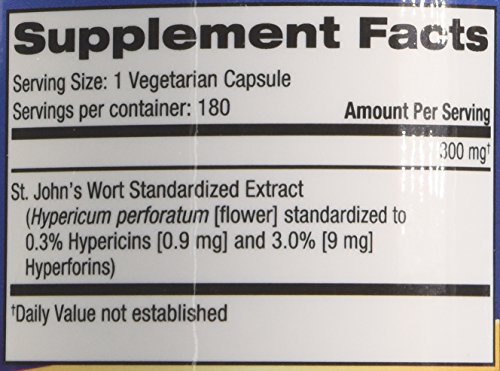 Supplement Facts
Serving Size: 1 Vegetarian Capsule
Servings per container: 180 Amount Per Serving
300 mg†
St. John's Wort Standardized Extract
(Hypericum perforatum [flower] standardized to
0.3% Hypericins [0.9 mg] and 3.0% [9 mg]
Hyperforins)
†Daily Value not established